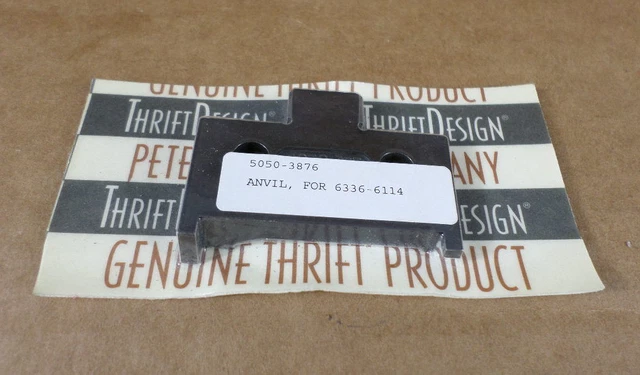 GENUINE THRIFT PRODUCT
THRIFTDESIGN® THRIFTDESIGN®
PETE ANY
5050-3876
ANVIL, FOR 6336-6114
THRIFT DESIGN®
GENUINE THRIFT PRODUCT